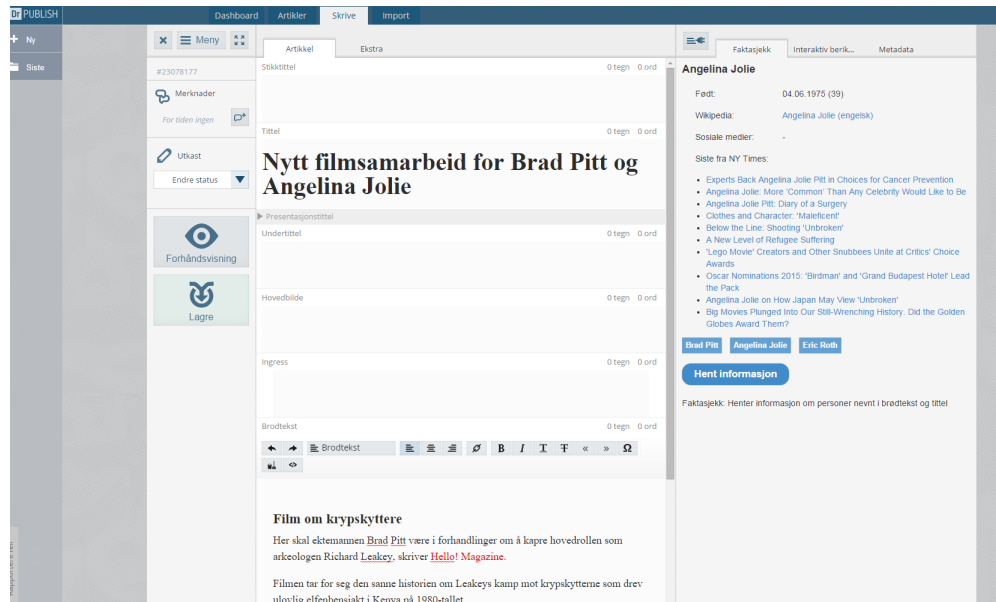 Dr PUBLISH
Dashboard Artikler Skrive Import
Ny
Siste
Meny
#23078177
Merknader
For tiden ingen
Utkast
Endre status
Forhåndsvisning
Lagre
Artikkel Ekstra
Stikktittel 0 tegn 0 ord
Tittel 0 tegn 0 ord
Nytt filmsamarbeid for Brad Pitt og
Angelina Jolie
Presentasjonstittel
Undertittel 0 tegn 0 ord
Hovedbilde 0 tegn 0 ord
Ingress 0 tegn 0 ord
Brodtekst 0 tegn 0 ord
Brodtekst B I T T « » Ω
Film om krypskyttere
Her skal ektemannen Brad Pitt være i forhandlinger om å kapre hovedrollen som
arkeologen Richard Leakey, skriver Hello! Magazine.
Filmen tar for seg den sanne historien om Leakeys kamp mot krypskytterne som drev
ulovlig elfenbensjakt i Kenya på 1980-tallet
Faktasjekk Interaktiv berik... Metadata
Angelina Jolie
Født: 04.06.1975 (39)
Wikipedia: Angelina Jolie (engelsk)
Sosiale medier: -
Siste fra NY Times:
• Experts Back Angelina Jolie Pitt in Choices for Cancer Prevention
• Angelina Jolie: More 'Common' Than Any Celebrity Would Like to Be
• Angelina Jolie Pitt: Diary of a Surgery
• Clothes and Character: 'Maleficent'
• Below the Line: Shooting 'Unbroken'
• A New Level of Refugee Suffering
• 'Lego Movie' Creators and Other Snubbees Unite at Critics' Choice
Awards
• Oscar Nominations 2015: 'Birdman' and 'Grand Budapest Hotel' Lead
the Pack
• Angelina Jolie on How Japan May View 'Unbroken'
• Big Movies Plunged Into Our Still-Wrenching History. Did the Golden
Globes Award Them?
Brad Pitt Angelina Jolie Eric Roth
Hent informasjon
Faktasjekk: Henter informasjon om personer nevnt i brødtekst og tittel